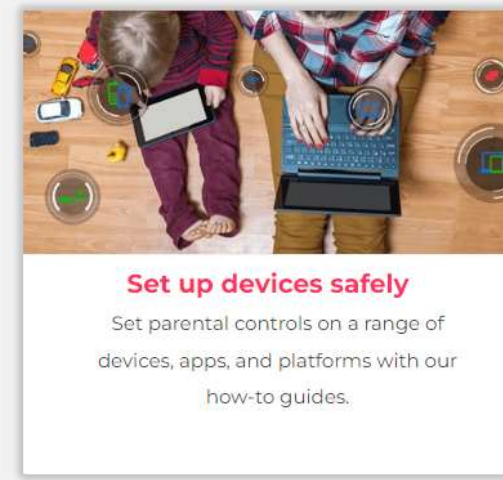 Set up devices safely
Set parental controls on a range of
devices, apps, and platforms with our
how-to guides.